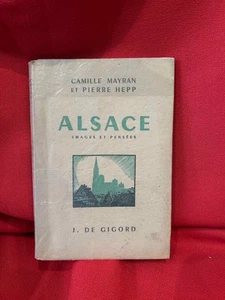 CAMILLE MAYRAN
ET PIERRE HEPP
ALSACE
IMAGES ET PENSÉES
J. DE GIGORD